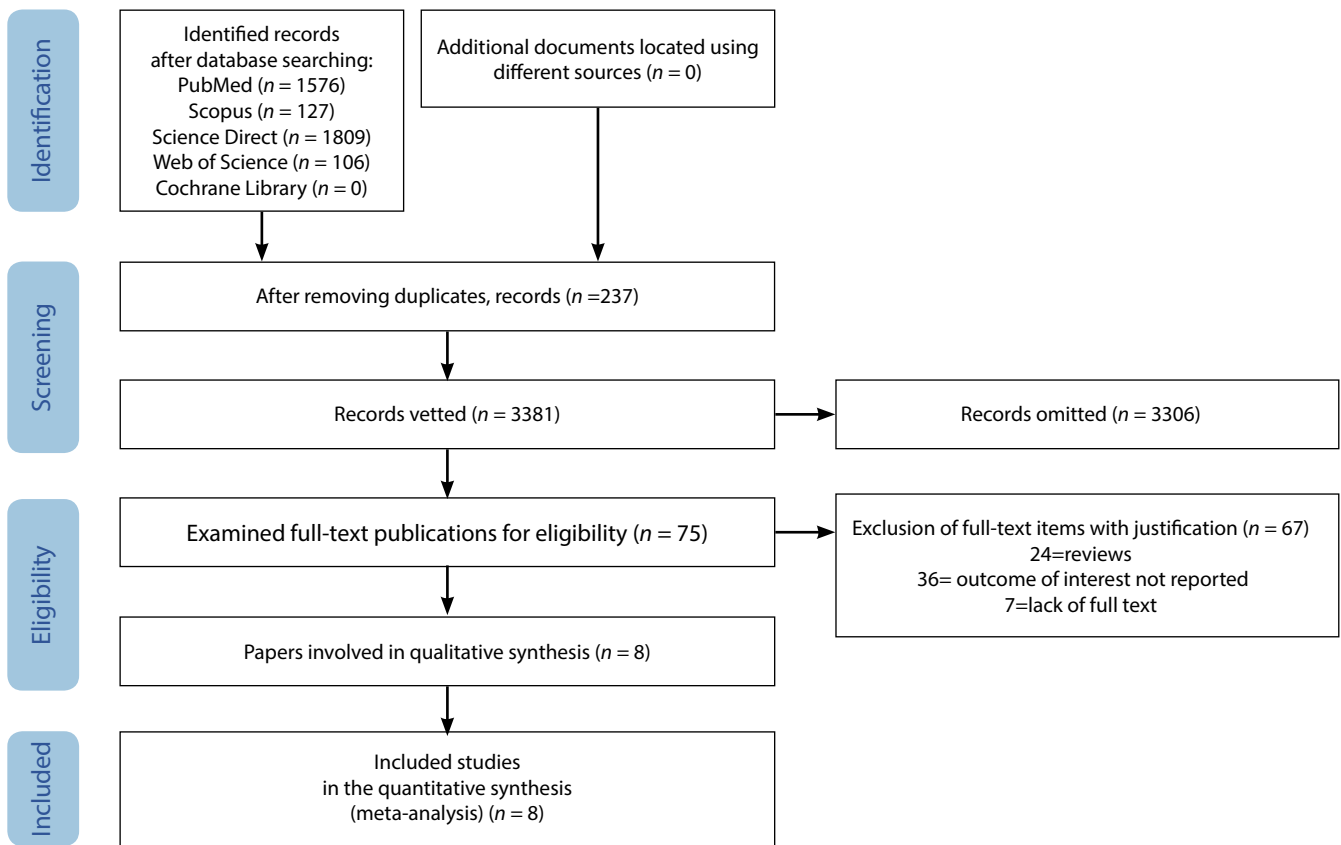 Identification
Identified records
after database searching:
PubMed (n = 1576)
Scopus (n = 127)
Science Direct (n = 1809)
Web of Science (n = 106)
Cochrane Library (n = 0)
Additional documents located using
different sources (n = 0)
Screening
After removing duplicates, records (n =237)
Records vetted (n = 3381)
Records omitted (n = 3306)
Eligibility
Examined full-text publications for eligibility (n = 75)
Exclusion of full-text items with justification (n = 67)
24=reviews
36= outcome of interest not reported
7=lack of full text
Papers involved in qualitative synthesis (n = 8)
Included
Included studies
in the quantitative synthesis
(meta-analysis) (n = 8)